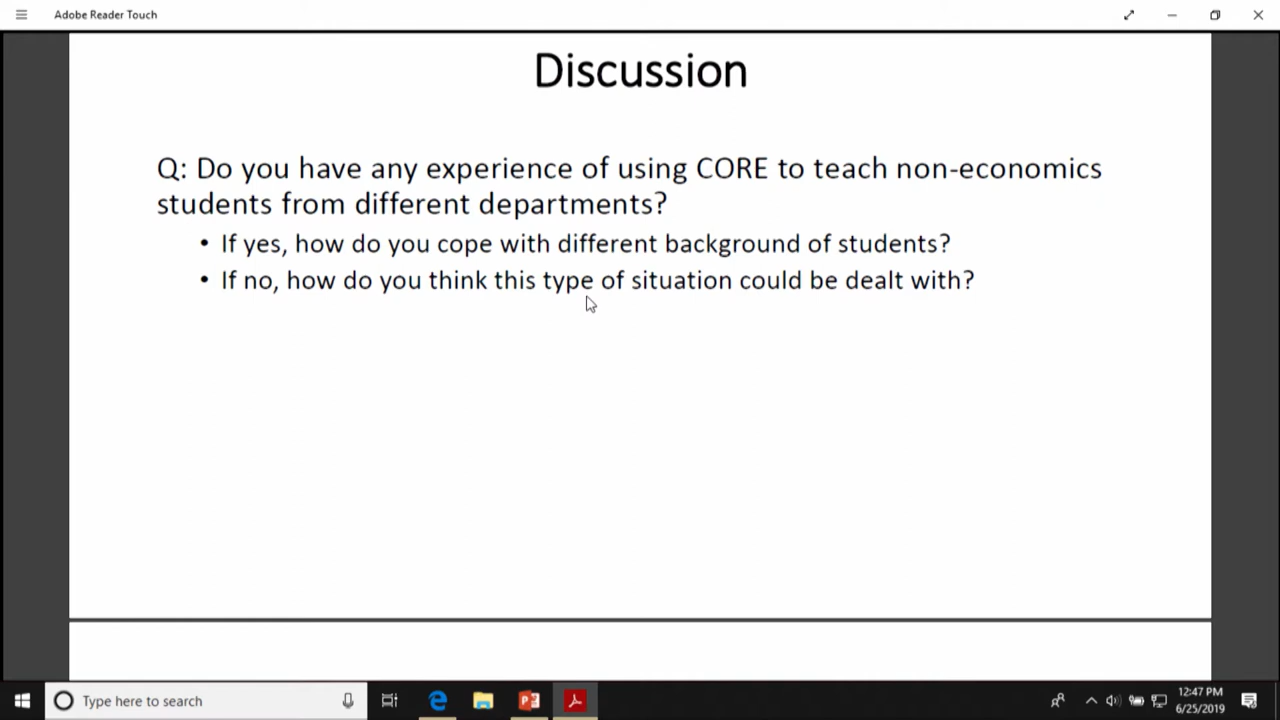 Adobe Reader Touch
Discussion
Q: Do you have any experience of using CORE to teach non-economics
students from different departments?
• If yes, how do you cope with different background of students?
• If no, how do you think this type of situation could be dealt with?
Type here to search
12:47 PM
6/25/2019